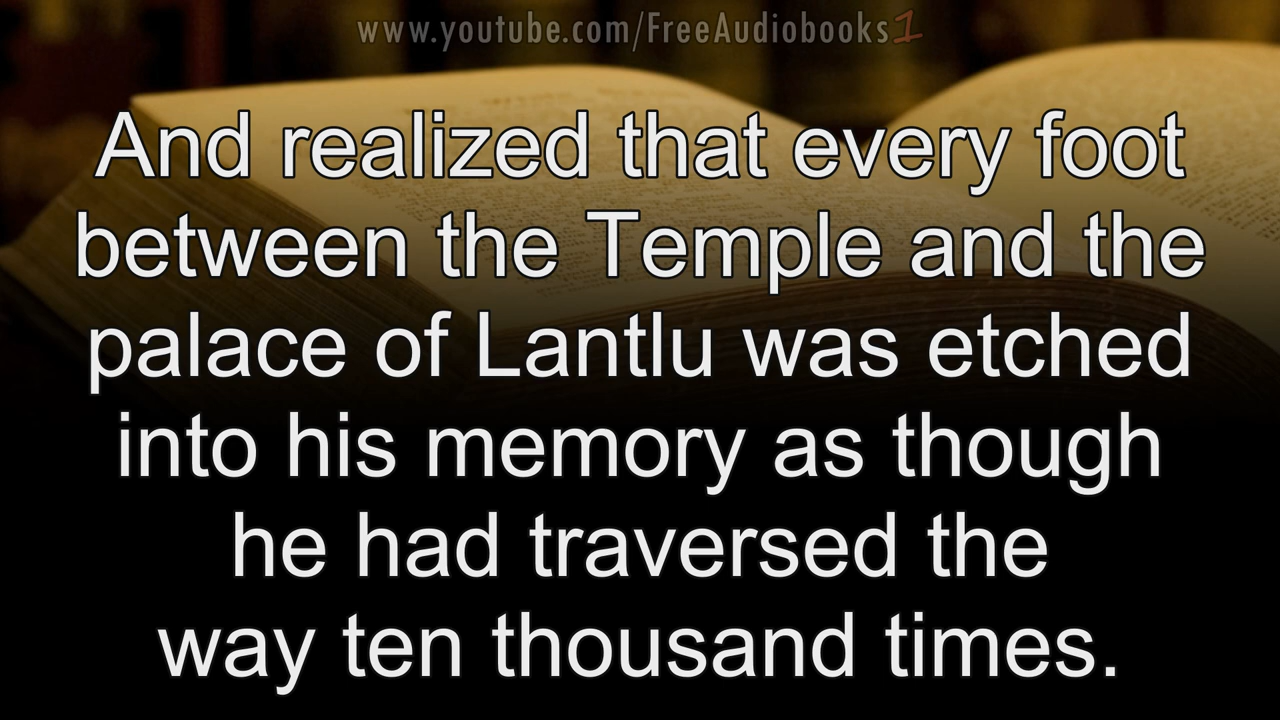 www.youtube.com/FreeAudiobooks1
And realized that every foot
between the Temple and the
palace of Lantlu was etched
into his memory as though
he had traversed the
way ten thousand times.